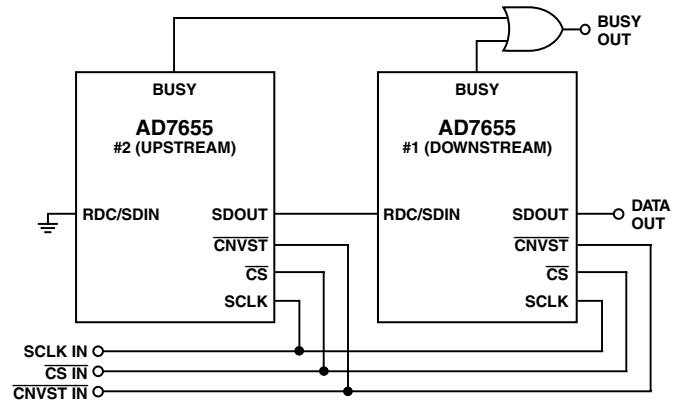 BUSY
OUT
BUSY
AD7655
#2 (UPSTREAM)
RDC/SDIN
SDOUT
CNVST
CS
SCLK
BUSY
AD7655
#1 (DOWNSTREAM)
RDC/SDIN
SDOUT
CNVST
CS
SCLK
DATA
OUT
SCLK IN
CS IN
CNVST IN